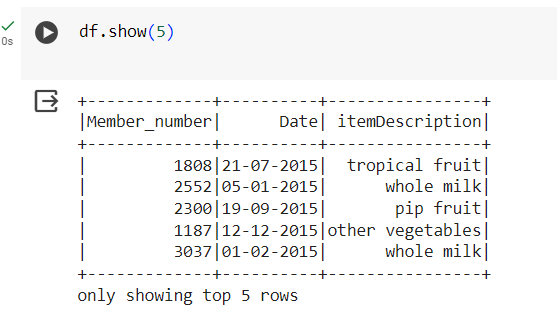 df.show(5)
0s
+-------------+----------+----------------+
|Member_number|      Date| itemDescription|
+-------------+----------+----------------+
|         1808|21-07-2015|  tropical fruit|
|         2552|05-01-2015|      whole milk|
|         2300|19-09-2015|       pip fruit|
|         1187|12-12-2015|other vegetables|
|         3037|01-02-2015|      whole milk|
+-------------+----------+----------------+
only showing top 5 rows